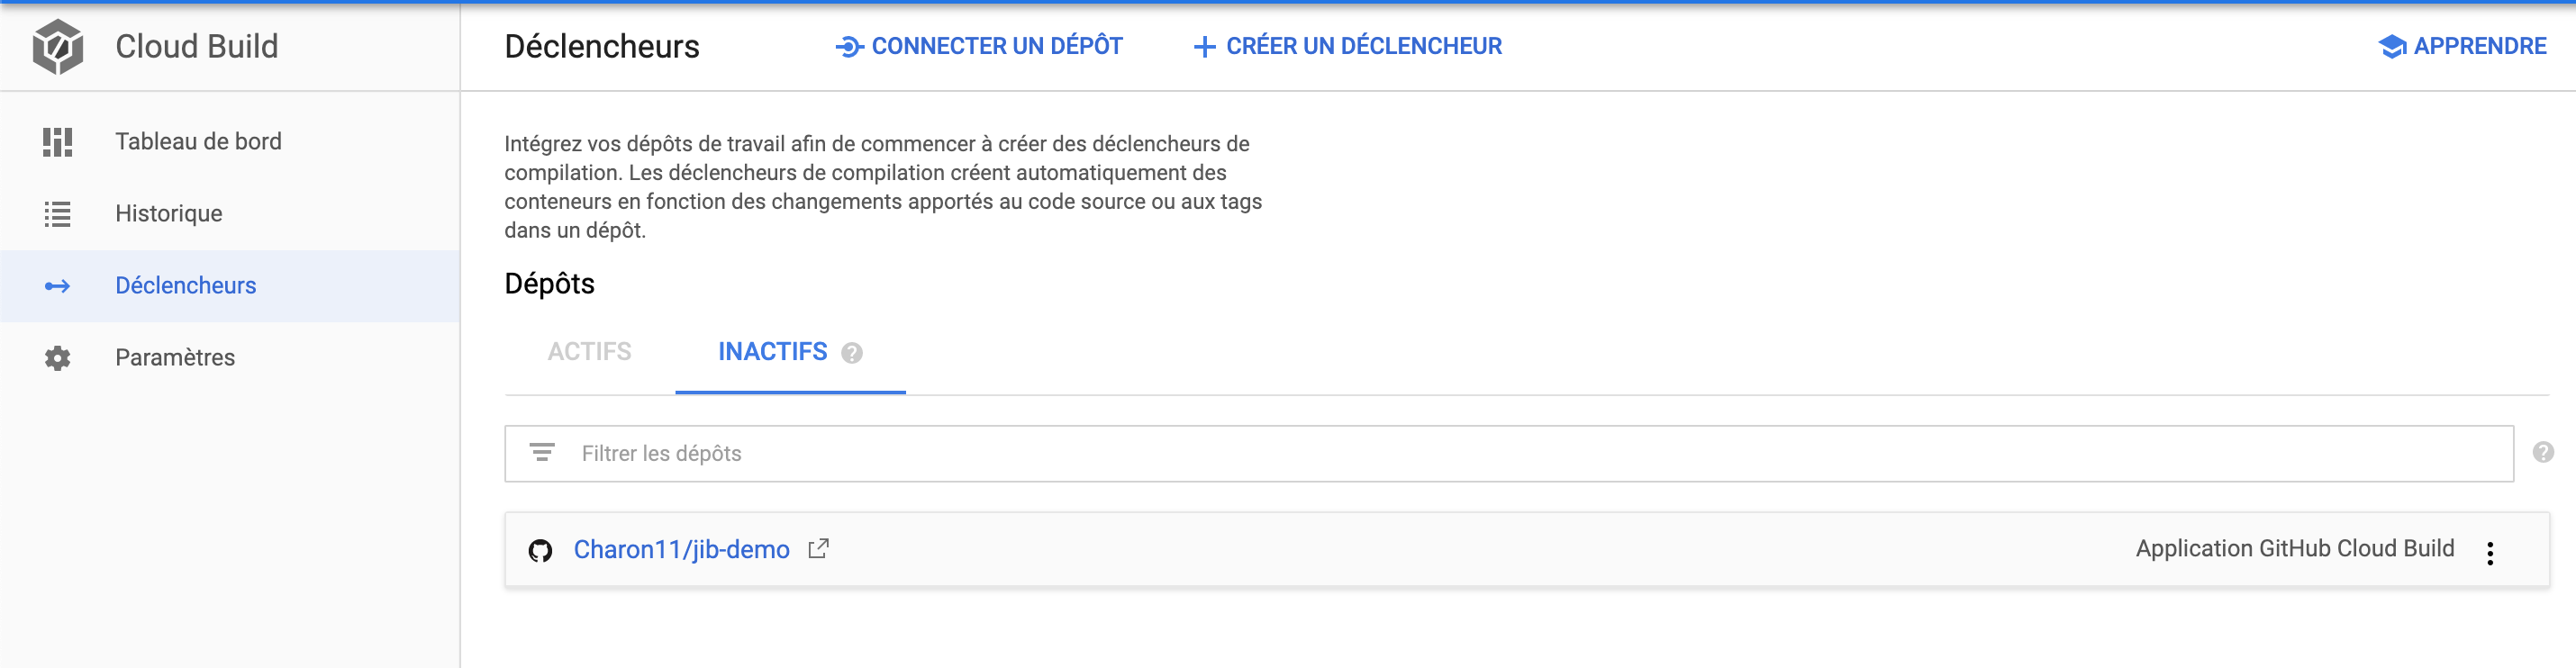 Cloud Build
Déclencheurs
CONNECTER UN DÉPÔT
CRÉER UN DÉCLENCHEUR
APPRENDRE
Tableau de bord
Historique
Déclencheurs
Paramètres
Intégrez vos dépôts de travail afin de commencer à créer des déclencheurs de
compilation. Les déclencheurs de compilation créent automatiquement des
conteneurs en fonction des changements apportés au code source ou aux tags
dans un dépôt.
Dépôts
ACTIFS
INACTIFS
Filtrer les dépôts
Charon11/jib-demo
Application GitHub Cloud Build